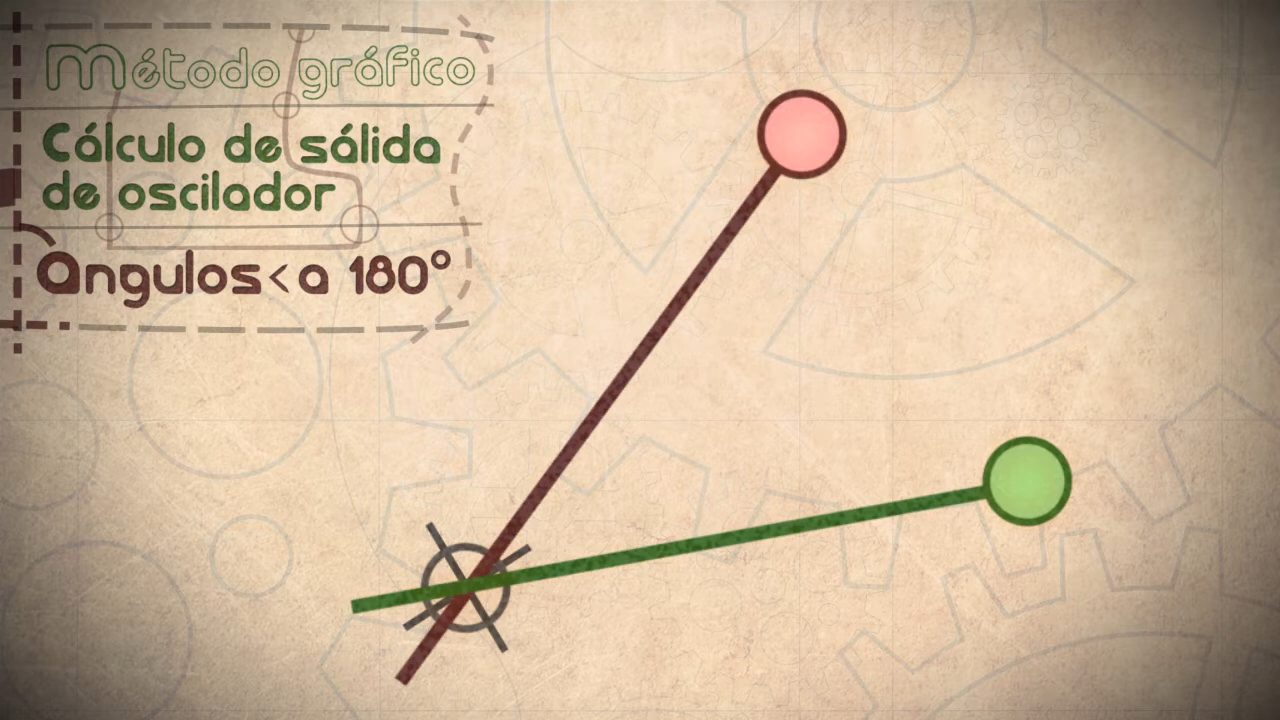 Método gráfico
Cálculo de sálida
de oscilador
Angulos<a 180°